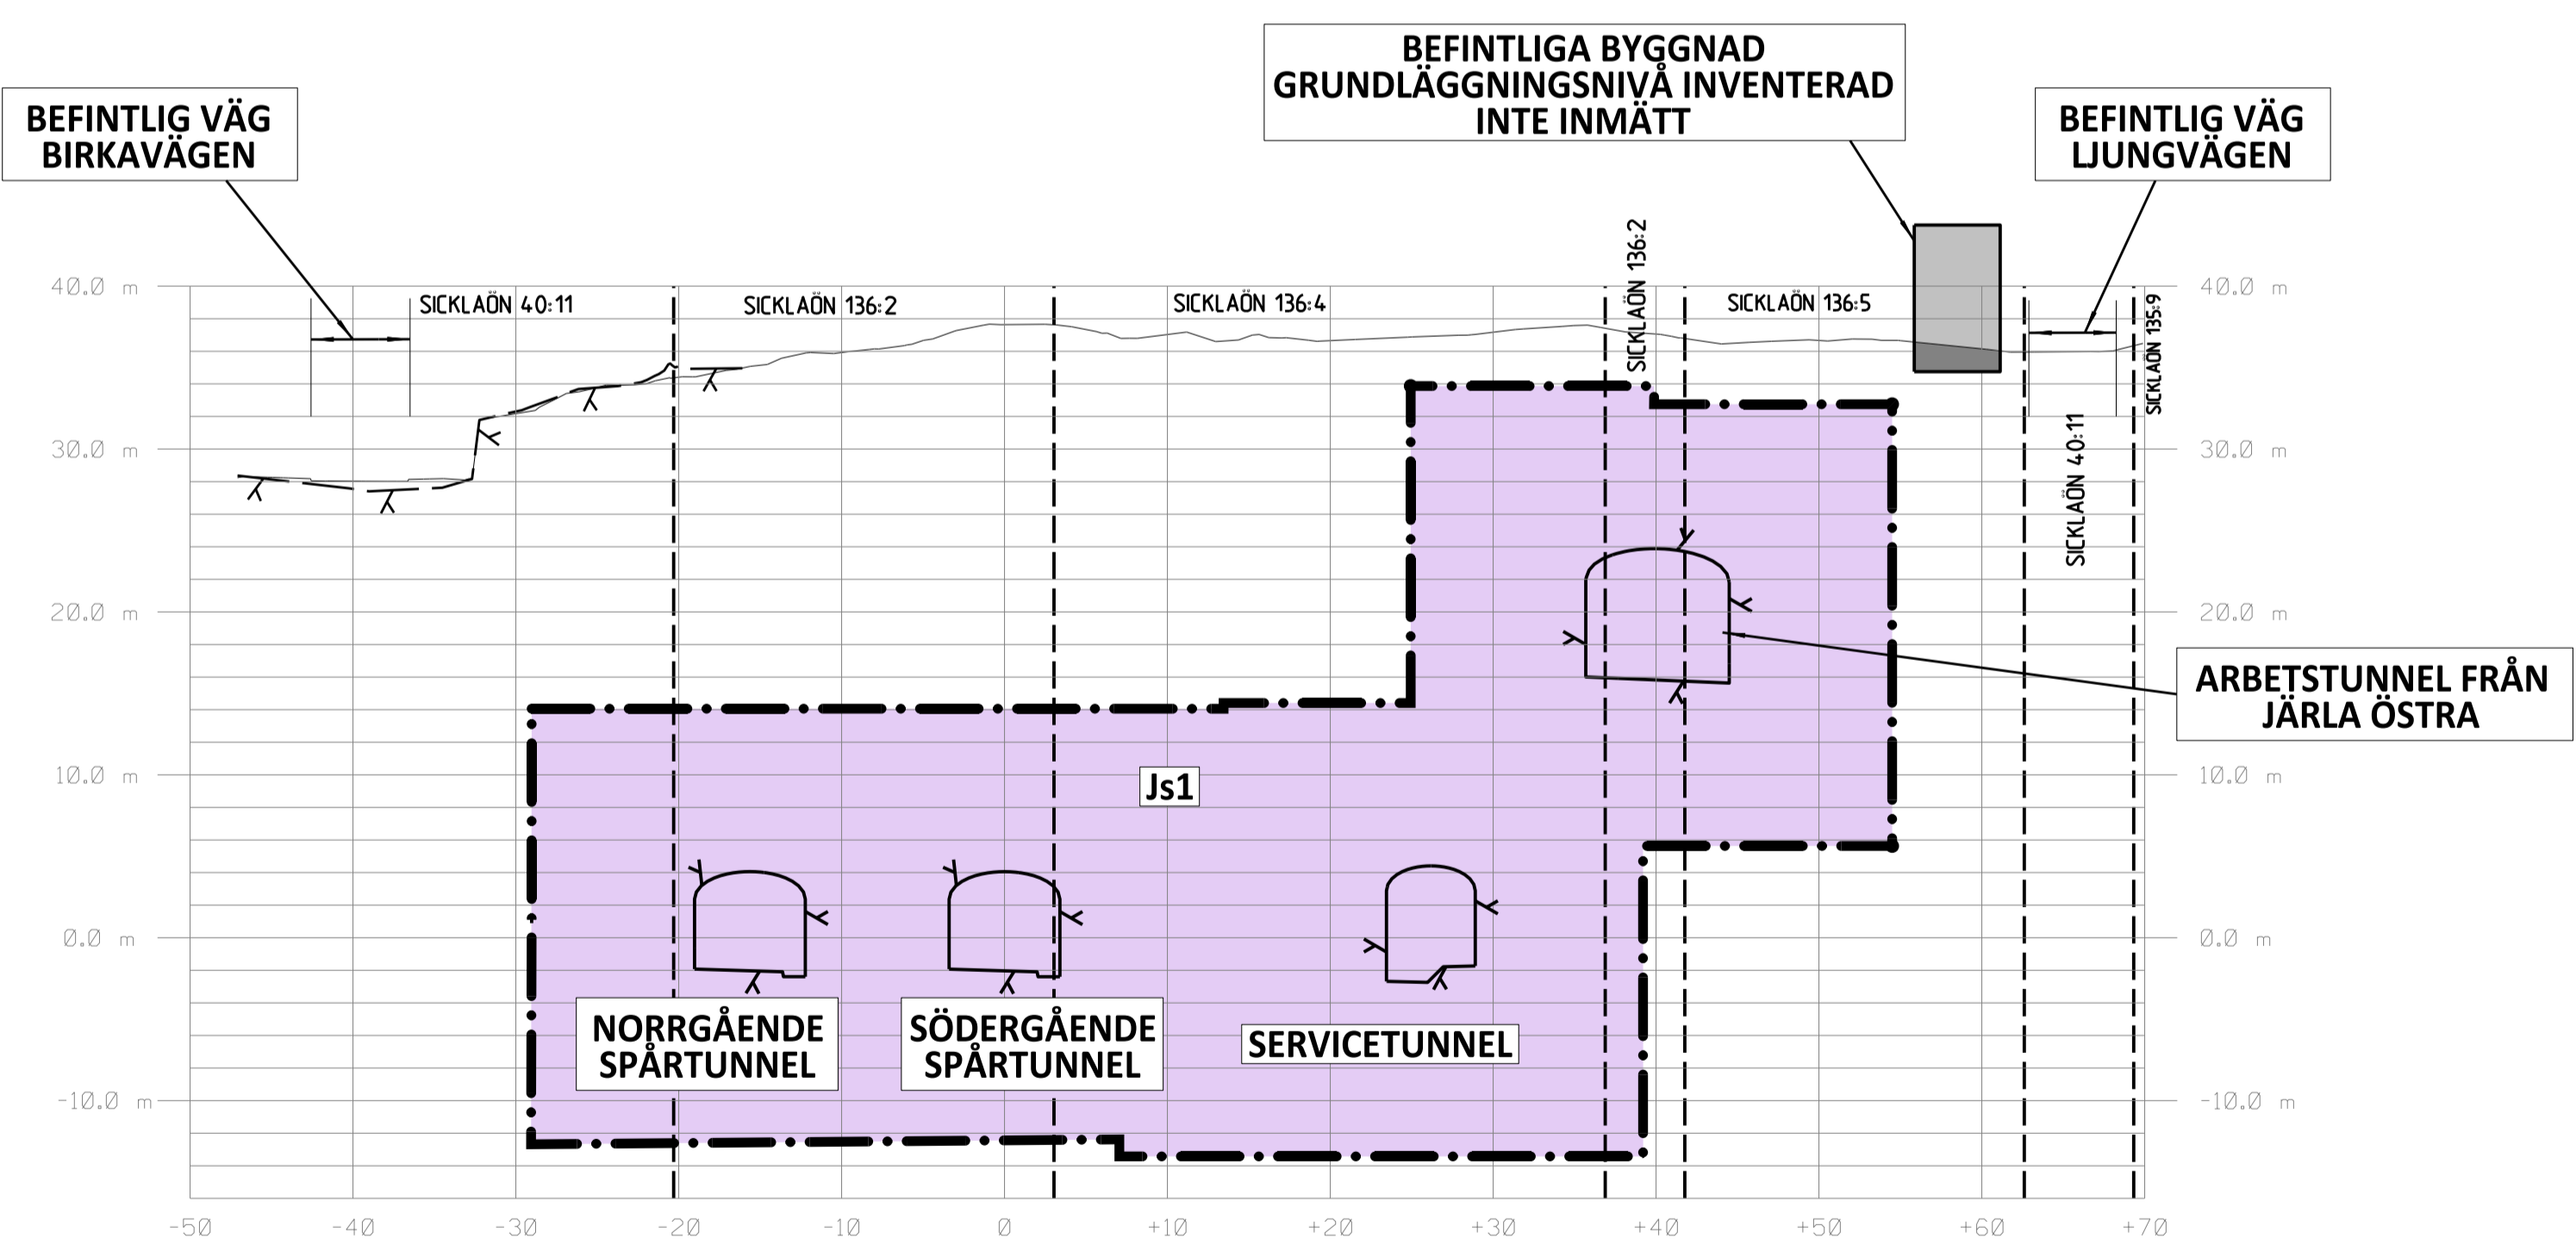 BEFINTLIGA BYGGNAD
GRUNDLÄGGNINGSNIVÅ INVENTERAD
INTE INMÄTT
BEFINTLIG VÄG
BIRKAVÄGEN
BEFINTLIG VÄG
LJUNGVÄGEN
40.0 m
SICKLAÖN 40:11
SICKLAÖN 136:2
SICKLAÖN 136:4
SICKLAÖN 136:2
SICKLAÖN 136:5
SICKLAÖN 40:11
SICKLAÖN 135:9
40.0 m
30.0 m
30.0 m
20.0 m
20.0 m
ARBETSTUNNEL FRÅN
JÄRLA ÖSTRA
10.0 m
Js1
10.0 m
0.0 m
0.0 m
NORRGÅENDE
SPÅRTUNNEL
SÖDERGÅENDE
SPÅRTUNNEL
SERVICETUNNEL
-10.0 m
-10.0 m
-50
-40
-30
-20
-10
0
+10
+20
+30
+40
+50
+60
+70